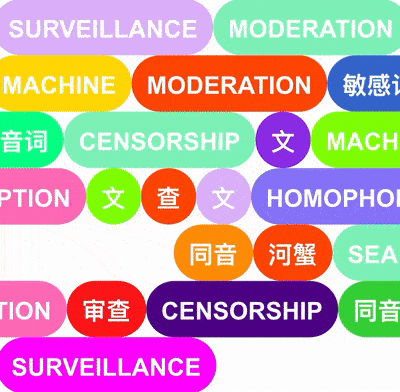 SURVEILLANCE MODERATION
MACHINE MODERATION 敏感
音词 CENSORSHIP 文 MACH
PTION 文 查 文 HOMOPHO
同音 河蟹 SEA
TION 审查 CENSORSHIP 同音
SURVEILLANCE